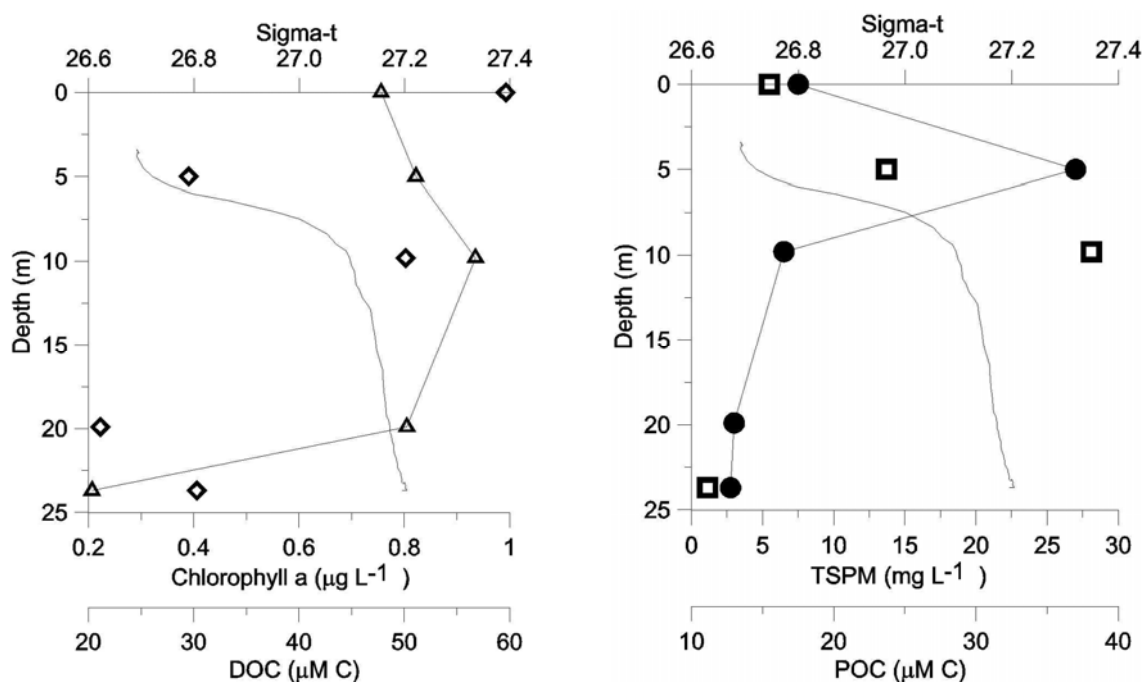 Sigma-t
26.6 26.8 27.0 27.2 27.4
0
5
10
15
20
25
Depth (m)
0.2 0.4 0.6 0.8 1
Chlorophyll a (μg L-1 )
20 30 40 50 60
DOC (μM C)
Sigma-t
26.6 26.8 27.0 27.2 27.4
0
5
10
15
20
25
Depth (m)
0 5 10 15 20 25 30
TSPM (mg L-1 )
10 20 30 40
POC (μM C)